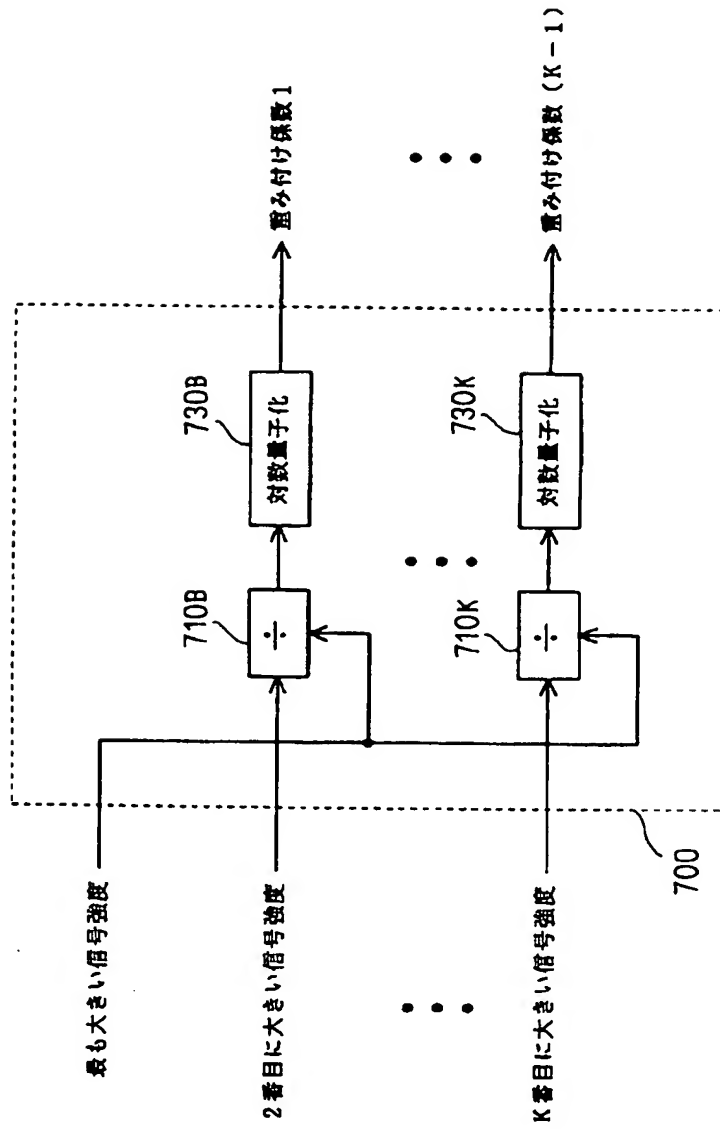 最も大きい信号強度
2番目に大きい信号強度
• • •
K番目に大きい信号強度
700
710B
÷
730B
対数量子化
重み付け係数1
• • •
710K
÷
730K
対数量子化
重み付け係数(K-1)
• • •